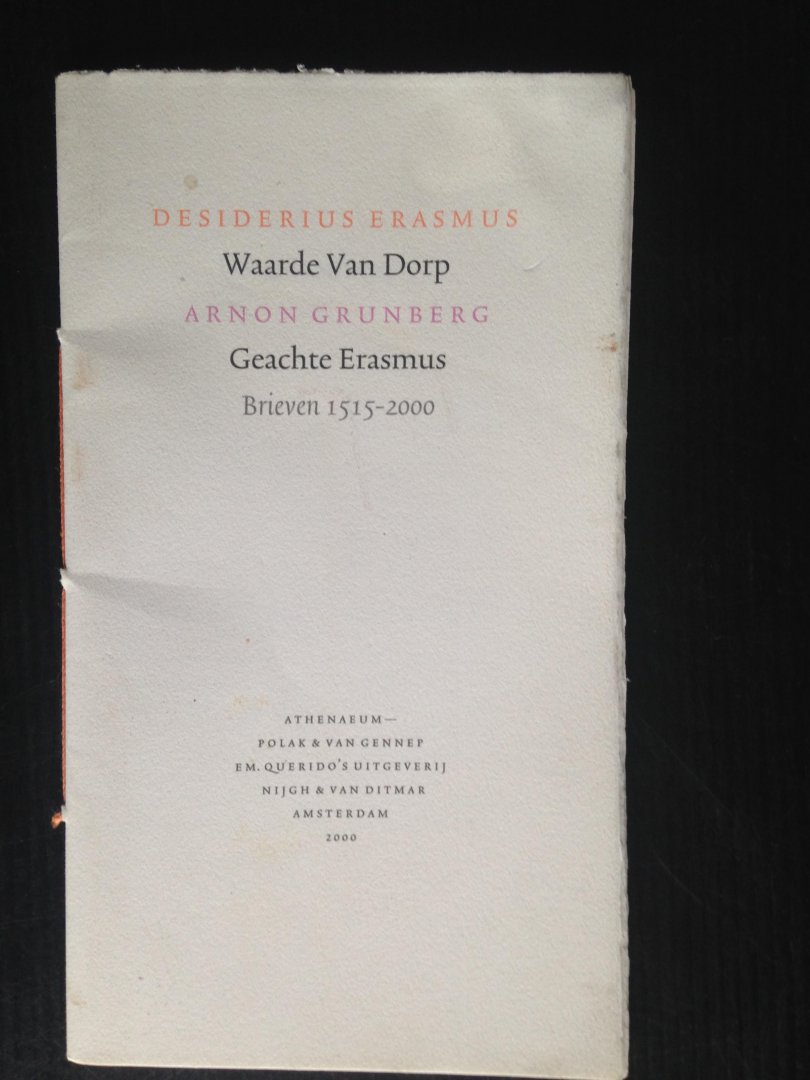 DESIDERIUS ERASMUS
Waarde Van Dorp
ARNON GRUNBERG
Geachte Erasmus
Brieven 1515-2000
ATHENAEUM—
POLAK & VAN GENNEP
EM. QUERIDO'S UITGEVERIJ
NIJGH & VAN DITMAR
AMSTERDAM
2000